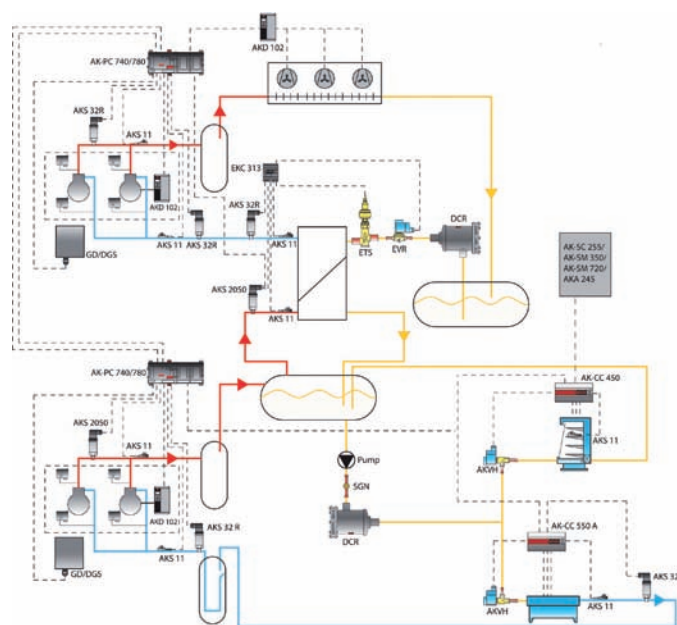 AKD 102
AK-PC 740/780
AKS 32R
AKS 11
EKC 313
AKD 102
AKS 32R
DCR
AKS 11
AKS 32R
AKS 11
ETS
EVR
GD/DGS
AK-SC 255/
AK-SM 350/
AK-SM 720/
AKA 245
AKS 2050
AKS 11
AK-PC 740/780
AK-CC 450
AKS 2050
AKS 11
AKS 11
Pump
AKVH
SGN
AKD 102
AKS 32 R
AK-CC 550 A
AKS 11
DCR
GD/DGS
AKS 32
AKVH
AKS 11